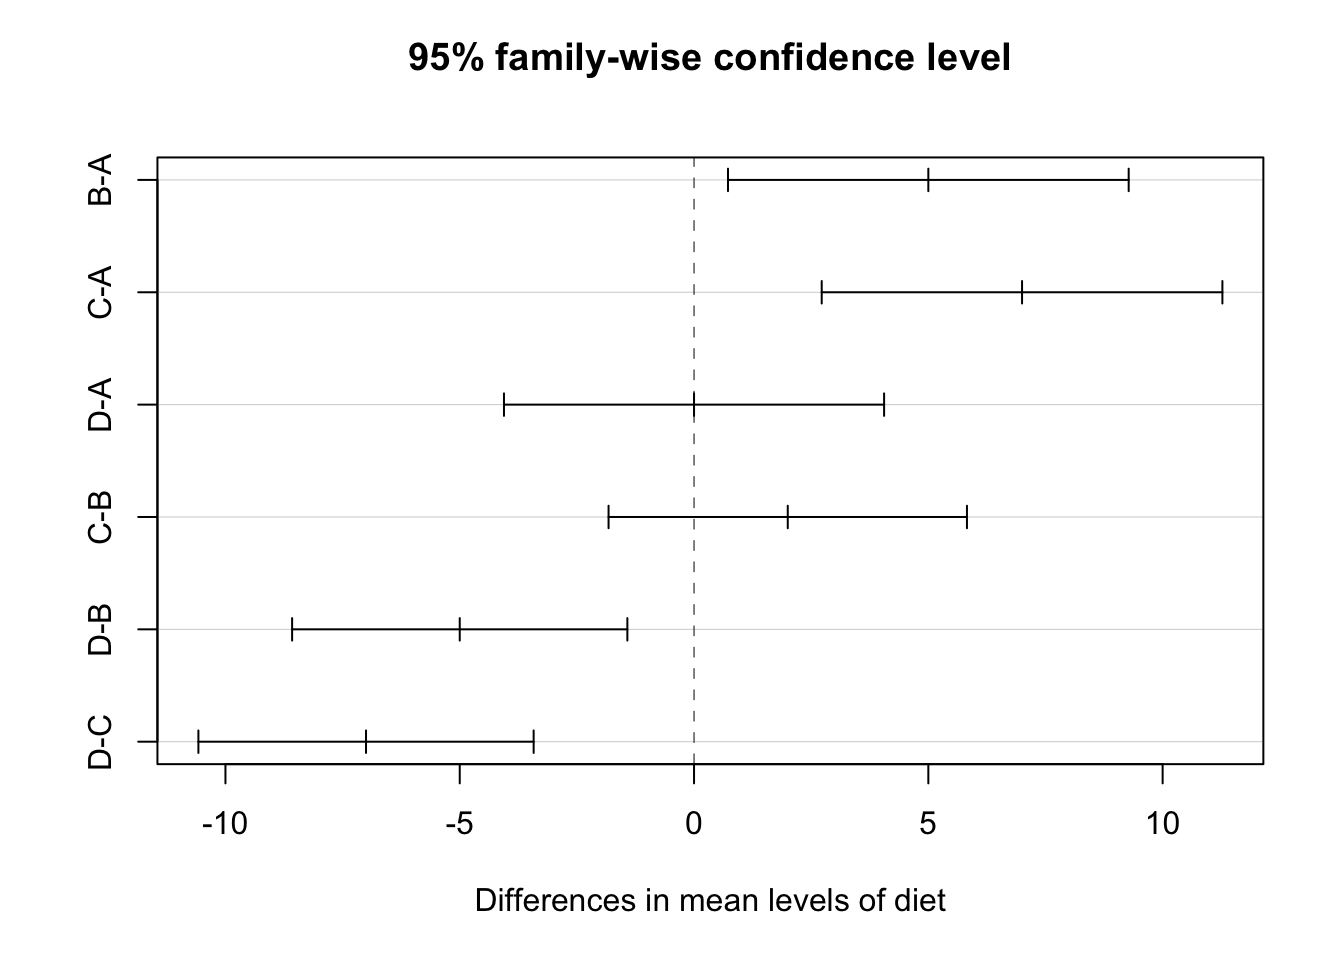 95% family-wise confidence level
B-A
C-A
D-A
C-B
D-B
D-C
-10 -5 0 5 10
Differences in mean levels of diet